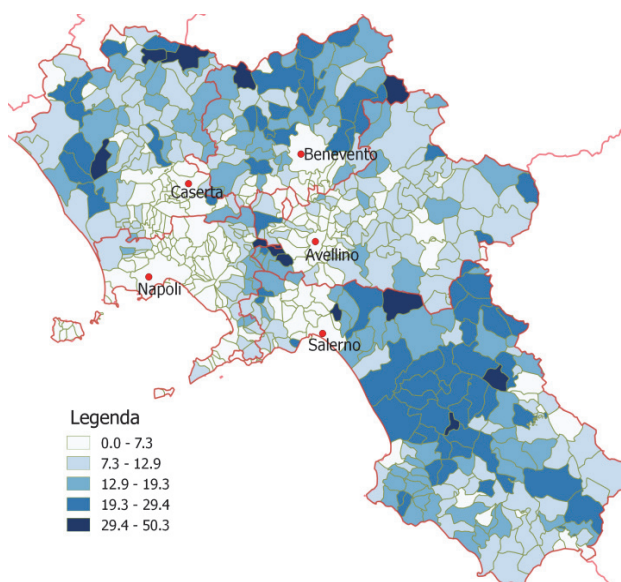 Benevento
Caserta
Avellino
Napoli
Salerno
Legenda
0.0 - 7.3
7.3 - 12.9
12.9 - 19.3
19.3 - 29.4
29.4 - 50.3